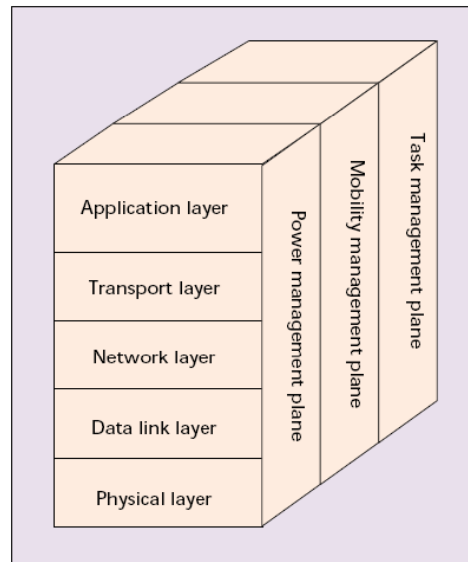 Application layer
Transport layer
Network layer
Data link layer
Physical layer
Power management plane
Mobility management plane
Task management plane